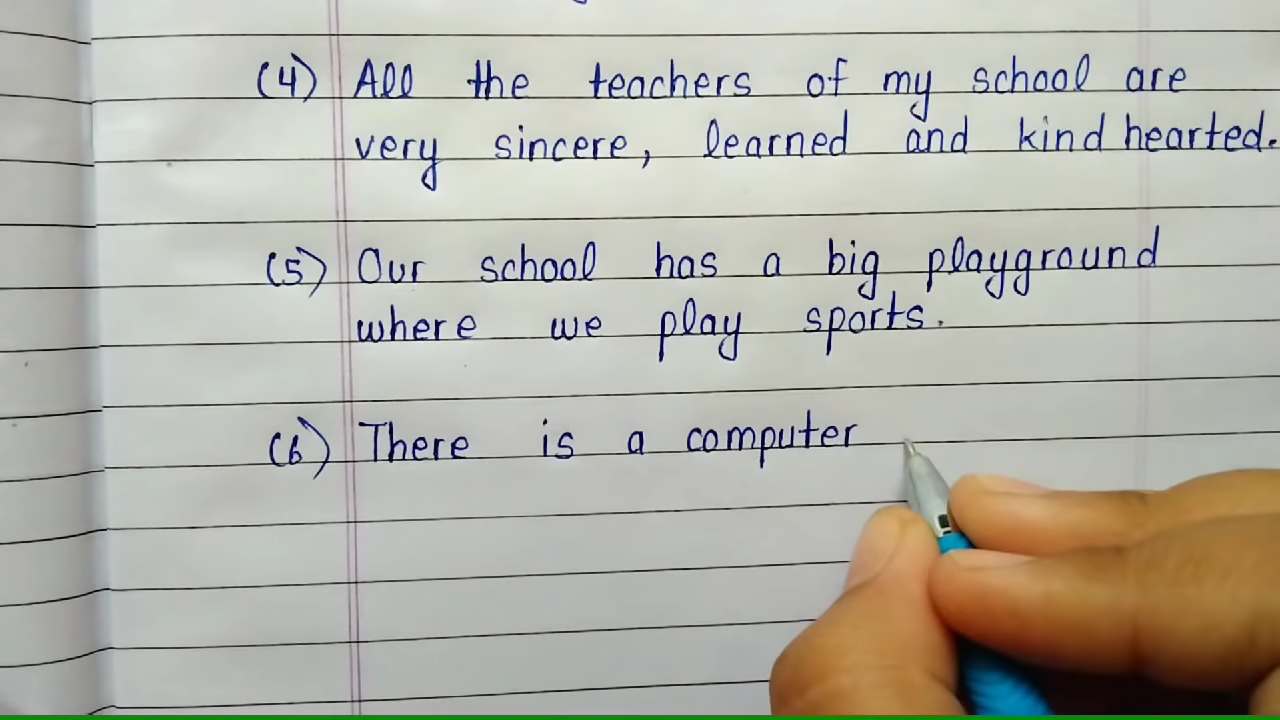 (4) All the teachers of my school are
very sincere, learned and kind hearted.
(5) Our school has a big playground
where we play sports.
(6) There is a computer